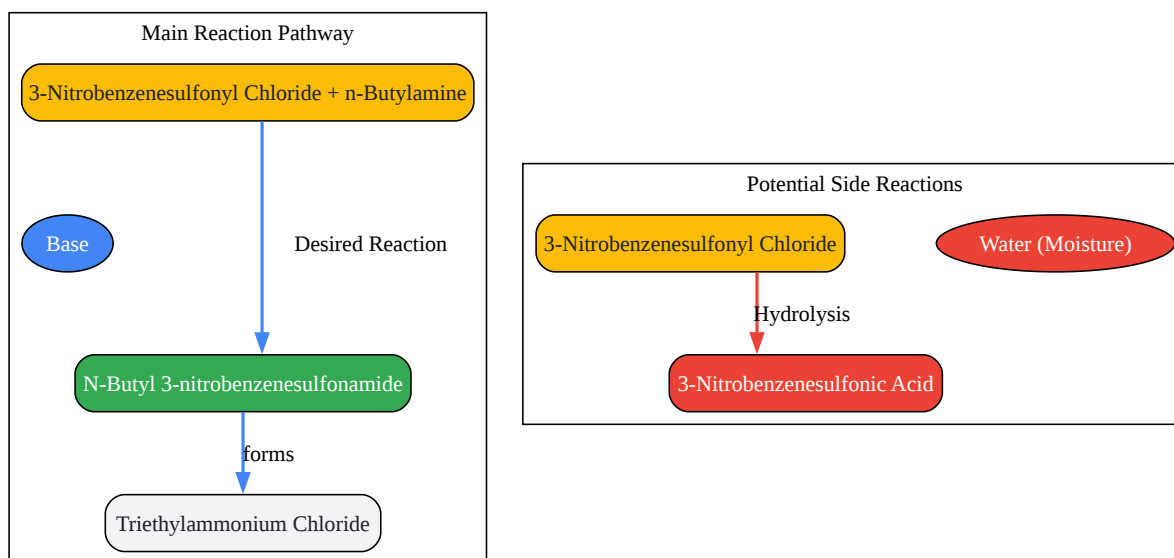 Main Reaction Pathway
3-Nitrobenzenesulfonyl Chloride + n-Butylamine
Base
Desired Reaction
N-Butyl 3-nitrobenzenesulfonamide
forms
Triethylammonium Chloride
Potential Side Reactions
3-Nitrobenzenesulfonyl Chloride
Water (Moisture)
Hydrolysis
3-Nitrobenzenesulfonic Acid